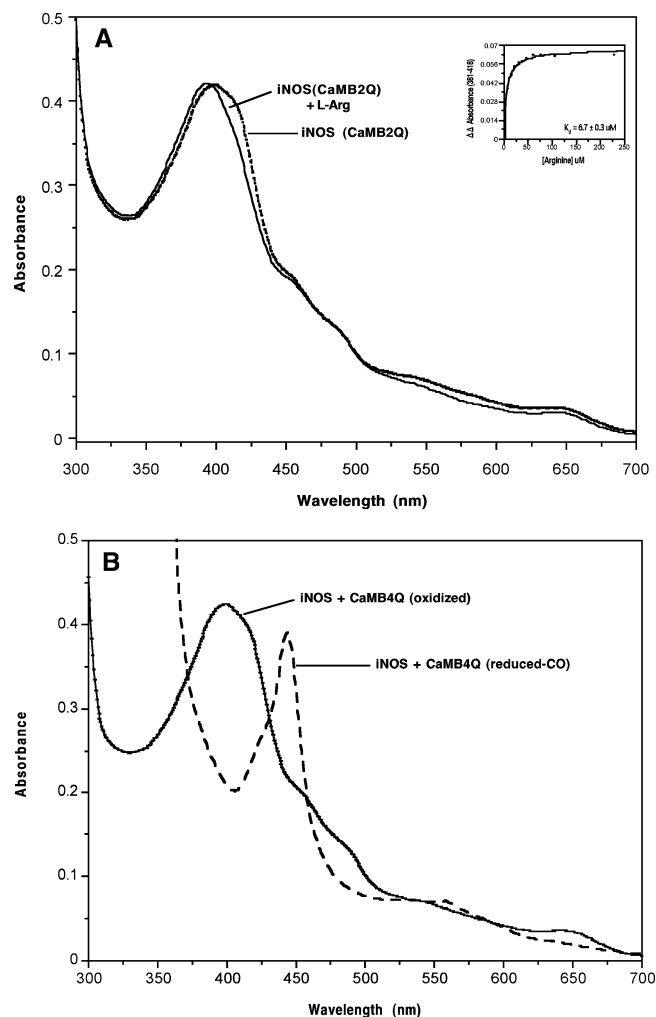 A
0.5
0.4
0.3
0.2
0.1
0
300 350 400 450 500 550 600 650 700
Absorbance
Wavelength (nm)
iNOS(CaMB2Q)
+ L-Arg
iNOS (CaMB2Q)
0.07
0.056
0.042
0.028
0.014
0
0 50 100 150 200 250
Δ Δ Absorbance (381-418)
[Arginine] uM
Ks = 6.7 ± 0.3 uM
B
0.5
0.4
0.3
0.2
0.1
0
300 350 400 450 500 550 600 650 700
Absorbance
Wavelength (nm)
iNOS + CaMB4Q (oxidized)
iNOS + CaMB4Q (reduced-CO)